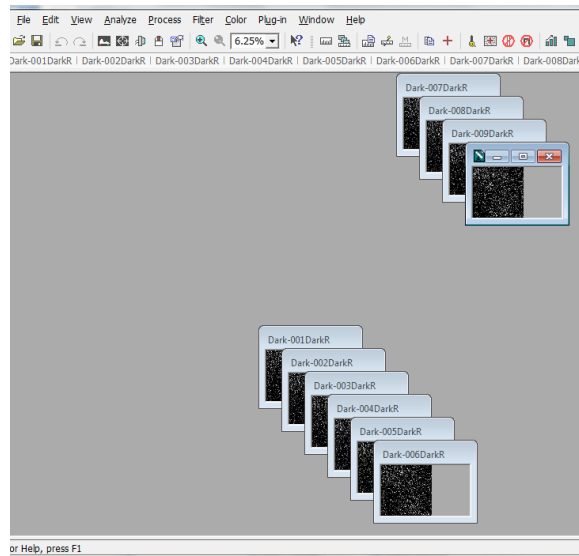 File Edit View Analyze Process Filter Color Plug-in Window Help
6.25%
Dark-001DarkR | Dark-002DarkR | Dark-003DarkR | Dark-004DarkR | Dark-005DarkR | Dark-006DarkR | Dark-007DarkR | Dark-008Dark
Dark-007DarkR
Dark-008DarkR
Dark-009DarkR
Dark-001DarkR
Dark-002DarkR
Dark-003DarkR
Dark-004DarkR
Dark-005DarkR
Dark-006DarkR
or Help, press F1